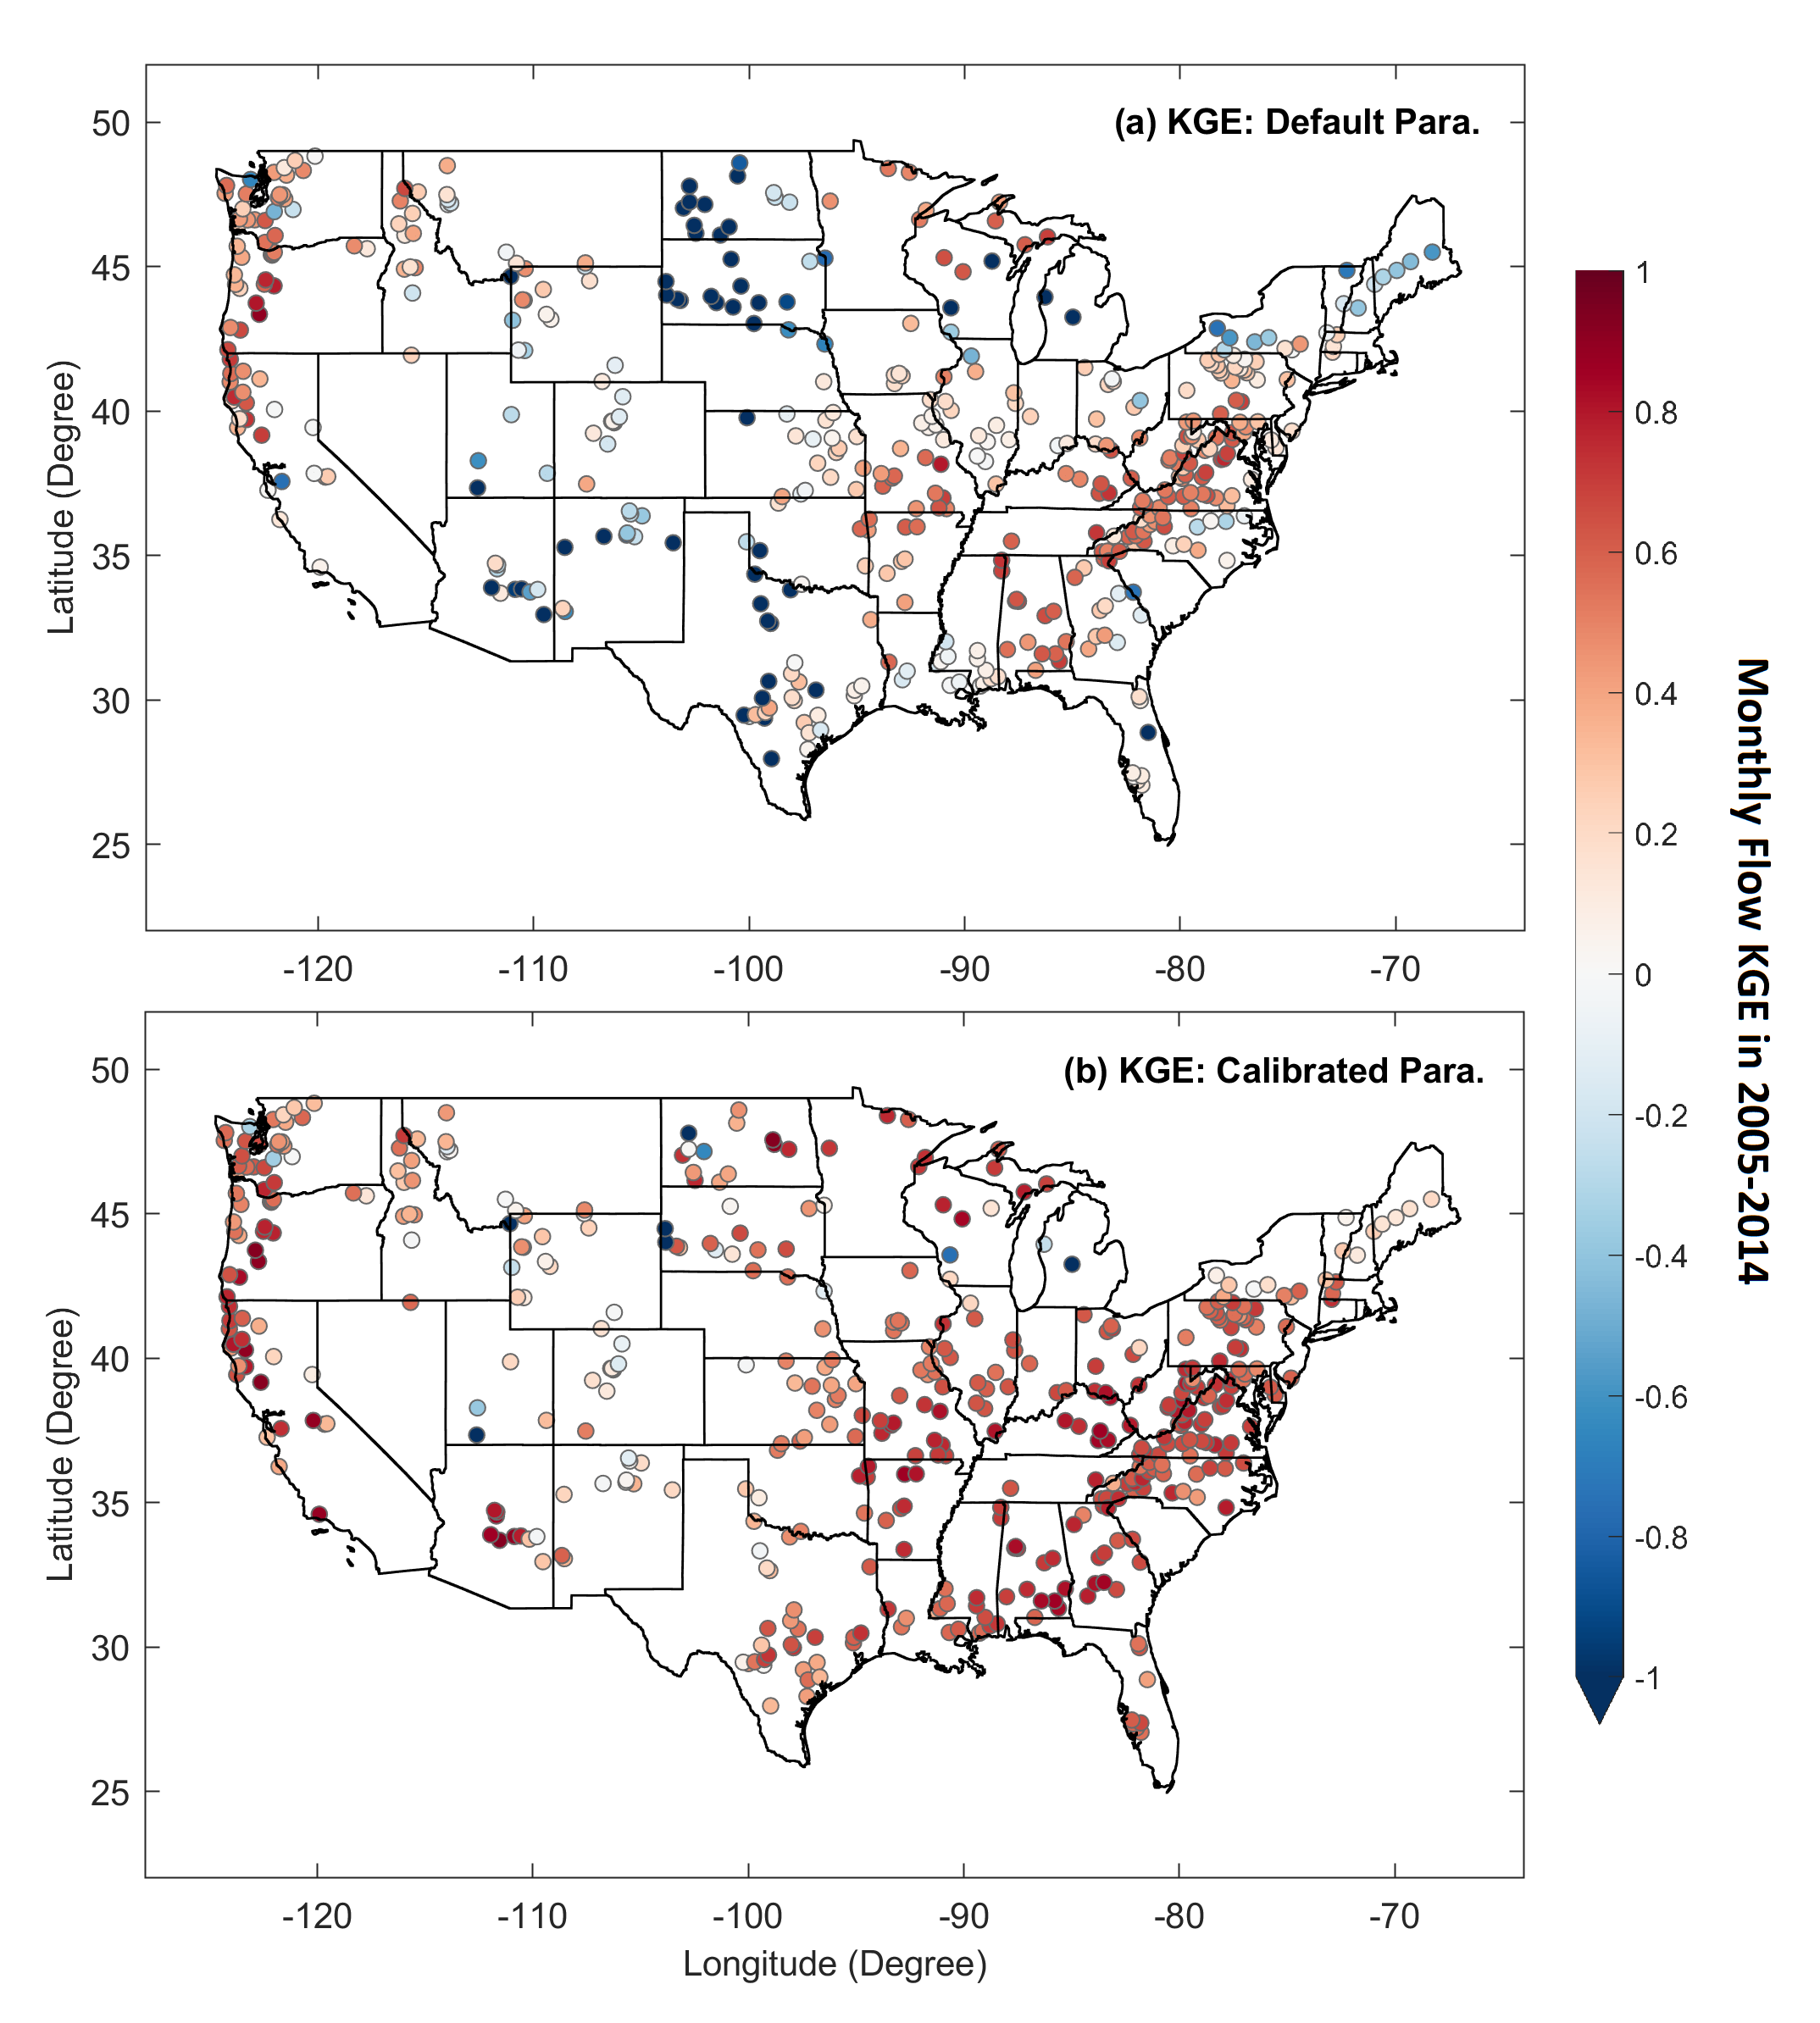 (a) KGE: Default Para.
50
45
40
35
30
25
Latitude (Degree)
-120 -110 -100 -90 -80 -70
(b) KGE: Calibrated Para.
50
45
40
35
30
25
Latitude (Degree)
-120 -110 -100 -90 -80 -70
Longitude (Degree)
1
0.8
0.6
0.4
0.2
0
-0.2
-0.4
-0.6
-0.8
-1
Monthly Flow KGE in 2005-2014